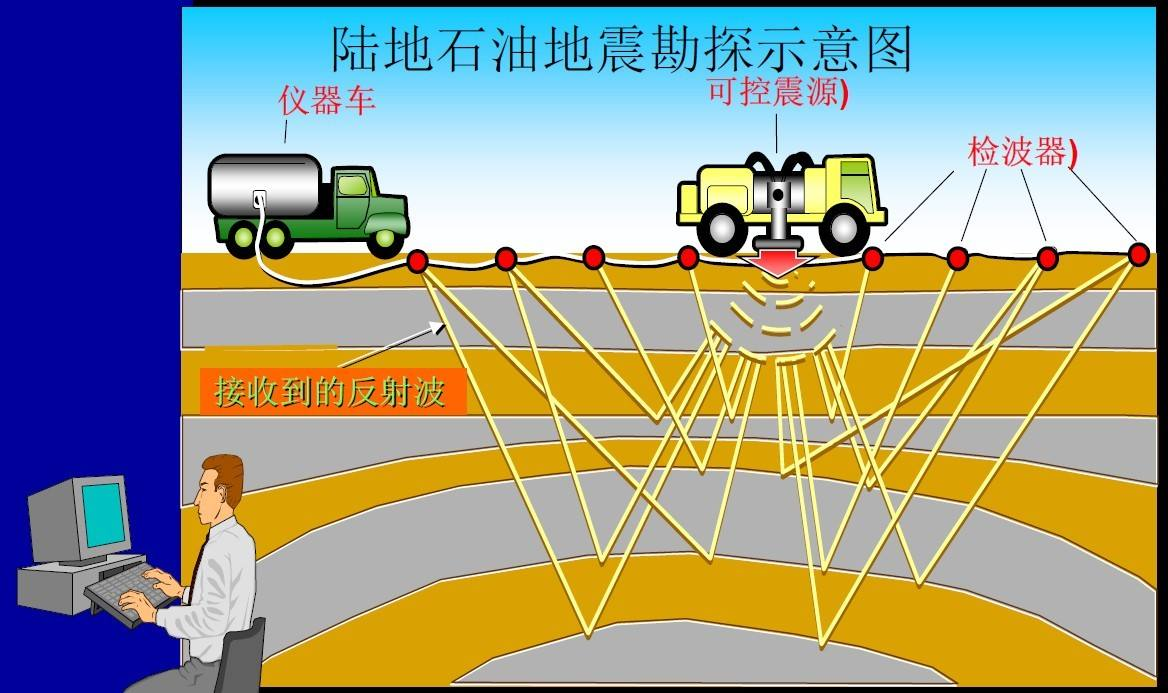 陆地石油地震勘探示意图
仪器车
可控震源)
检波器)
接收到的反射波